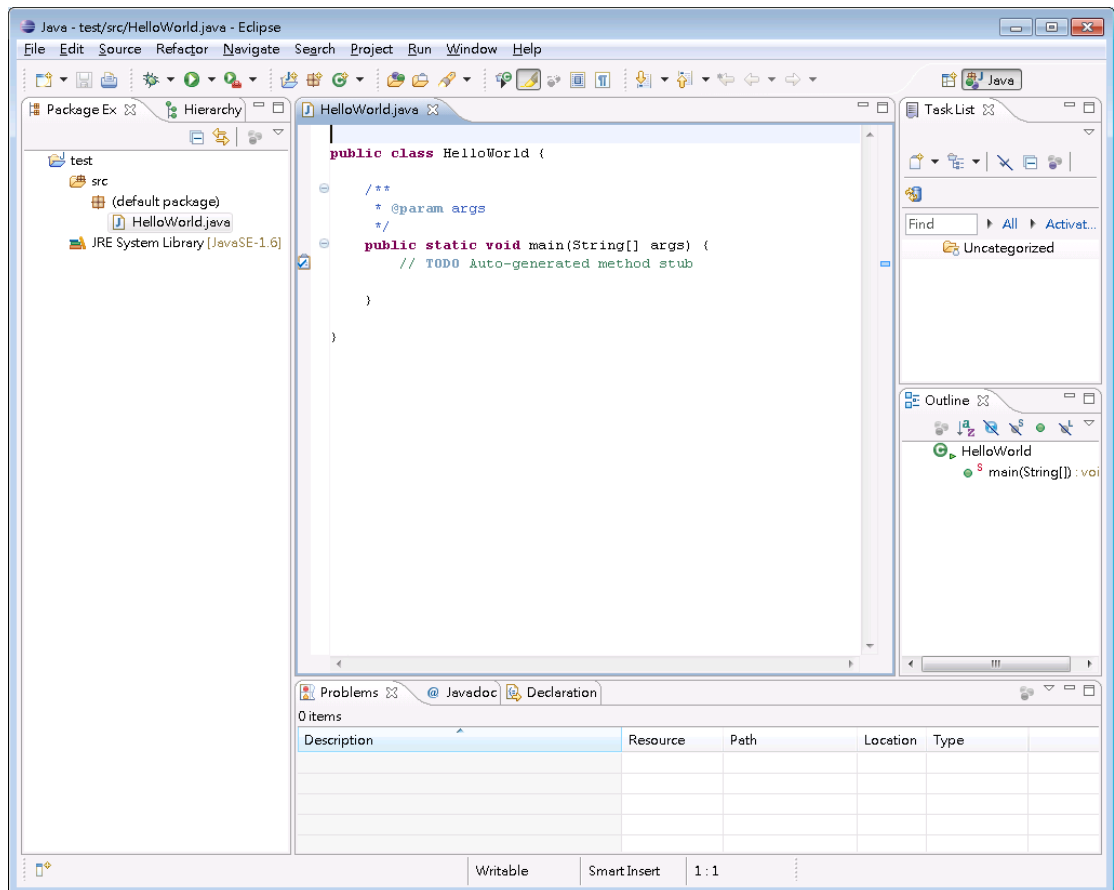 Java - test/src/HelloWorld.java - Eclipse
File Edit Source Refactor Navigate Search Project Run Window Help
Java
Package Ex Hierarchy
test
src
(default package)
HelloWorld.java
JRE System Library [JavaSE-1.6]
HelloWorld.java
public class HelloWorld {
/**
* @param args
*/
public static void main(String[] args) {
// TODO Auto-generated method stub
}
}
Task List
Find All Activat...
Uncategorized
Outline
HelloWorld
main(String[]) : voi
Problems @ Javadoc Declaration
0 items
Description Resource Path Location Type
Writable Smart Insert 1 : 1